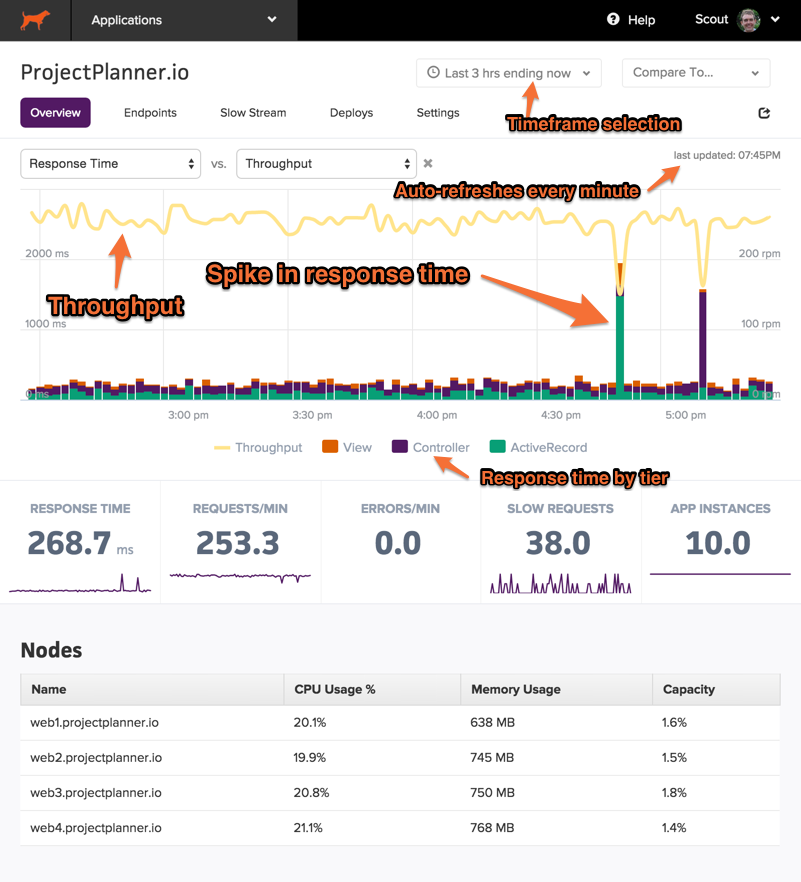 Applications
Help
Scout
ProjectPlanner.io
Last 3 hrs ending now
Compare To...
Overview
Endpoints
Slow Stream
Deploys
Settings
Timeframe selection
Response Time
vs.
Throughput
last updated: 07:45PM
Auto-refreshes every minute
2000 ms
200 rpm
Spike in response time
Throughput
1000 ms
100 rpm
0 ms
0 rpm
3:00 pm
3:30 pm
4:00 pm
4:30 pm
5:00 pm
Throughput
View
Controller
ActiveRecord
Response time by tier
RESPONSE TIME
REQUESTS/MIN
ERRORS/MIN
SLOW REQUESTS
APP INSTANCES
268.7 ms
253.3
0.0
38.0
10.0
Nodes
Name
CPU Usage %
Memory Usage
Capacity
web1.projectplanner.io
20.1%
638 MB
1.6%
web2.projectplanner.io
19.9%
745 MB
1.5%
web3.projectplanner.io
20.8%
750 MB
1.8%
web4.projectplanner.io
21.1%
768 MB
1.4%